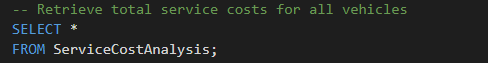 -- Retrieve total service costs for all vehicles
SELECT *
FROM ServiceCostAnalysis;